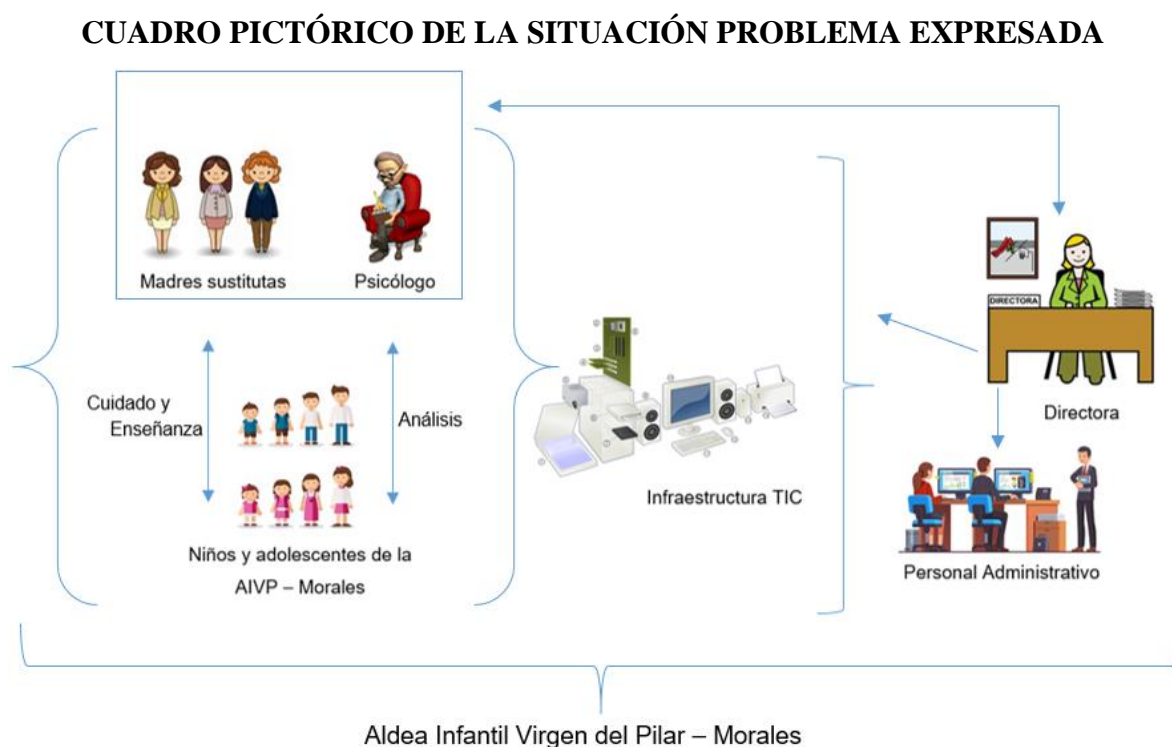 CUADRO PICTÓRICO DE LA SITUACIÓN PROBLEMA EXPRESADA
Madres sustitutas
Psicólogo
DIRECTORA
Directora
Cuidado y
Enseñanza
Análisis
Infraestructura TIC
Niños y adolescentes de la
AIVP – Morales
Personal Administrativo
Aldea Infantil Virgen del Pilar – Morales